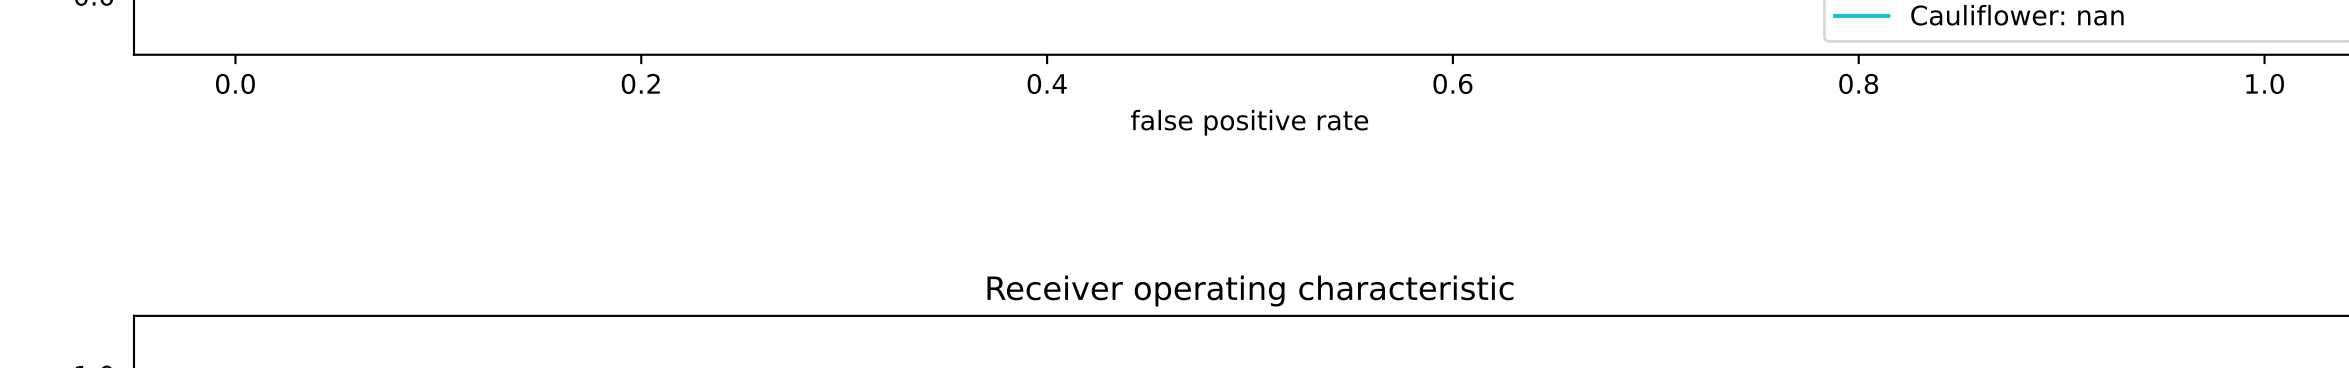 Cauliflower: nan
0.0 0.2 0.4 0.6 0.8 1.0
false positive rate
Receiver operating characteristic